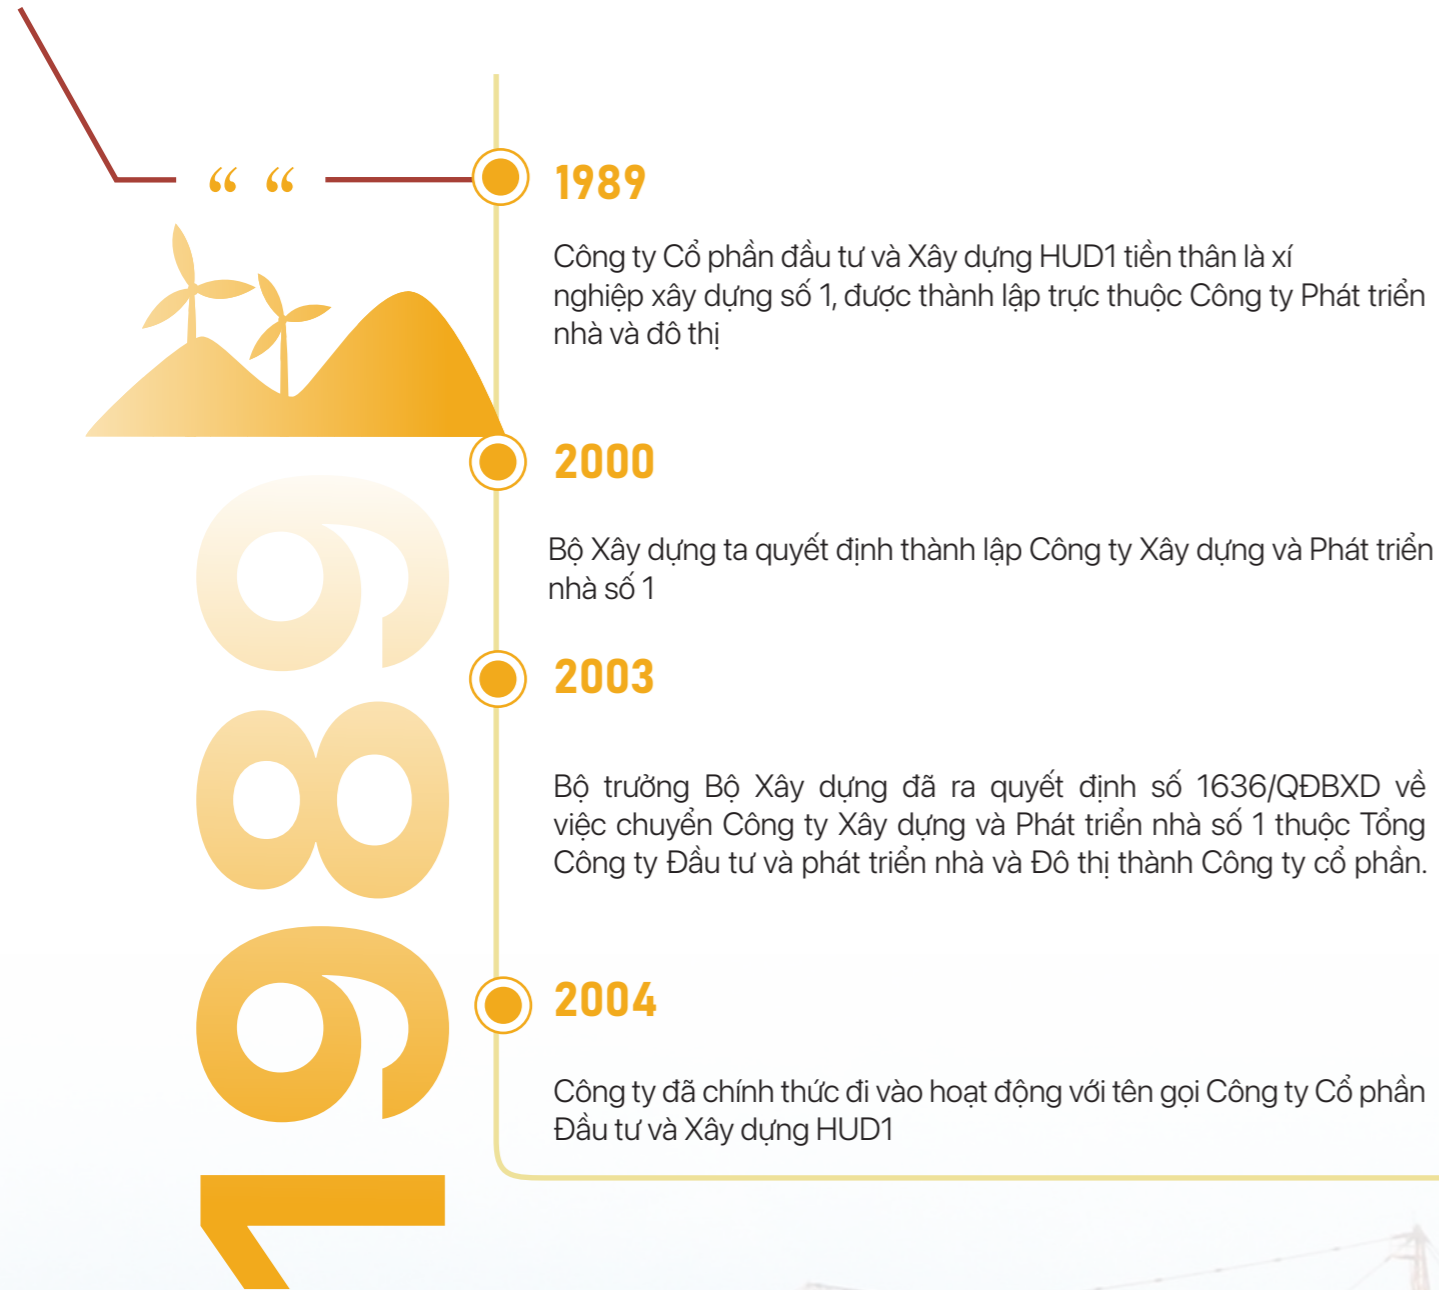 “ “
1989
Công ty Cổ phần đầu tư và Xây dựng HUD1 tiền thân là xí
nghiệp xây dựng số 1, được thành lập trực thuộc Công ty Phát triển
nhà và đô thị
2000
Bộ Xây dựng ta quyết định thành lập Công ty Xây dựng và Phát triển
nhà số 1
2003
Bộ trưởng Bộ Xây dựng đã ra quyết định số 1636/QĐBXD về
việc chuyển Công ty Xây dựng và Phát triển nhà số 1 thuộc Tổng
Công ty Đầu tư và phát triển nhà và Đô thị thành Công ty cổ phần.
2004
Công ty đã chính thức đi vào hoạt động với tên gọi Công ty Cổ phần
Đầu tư và Xây dựng HUD1
1989